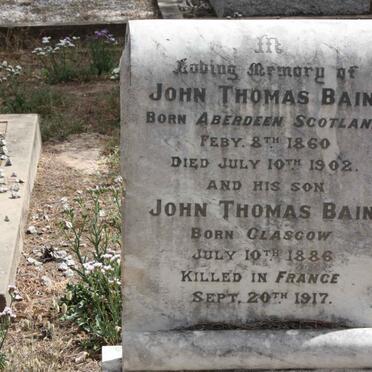 In
Loving Memory of
JOHN THOMAS BAIN
BORN ABERDEEN SCOTLAN
FEBY. 8TH 1860
DIED JULY 10TH 1902.
AND HIS SON
JOHN THOMAS BAIN
BORN GLASGOW
JULY 10TH 1886
KILLED IN FRANCE
SEPT. 20TH 1917.